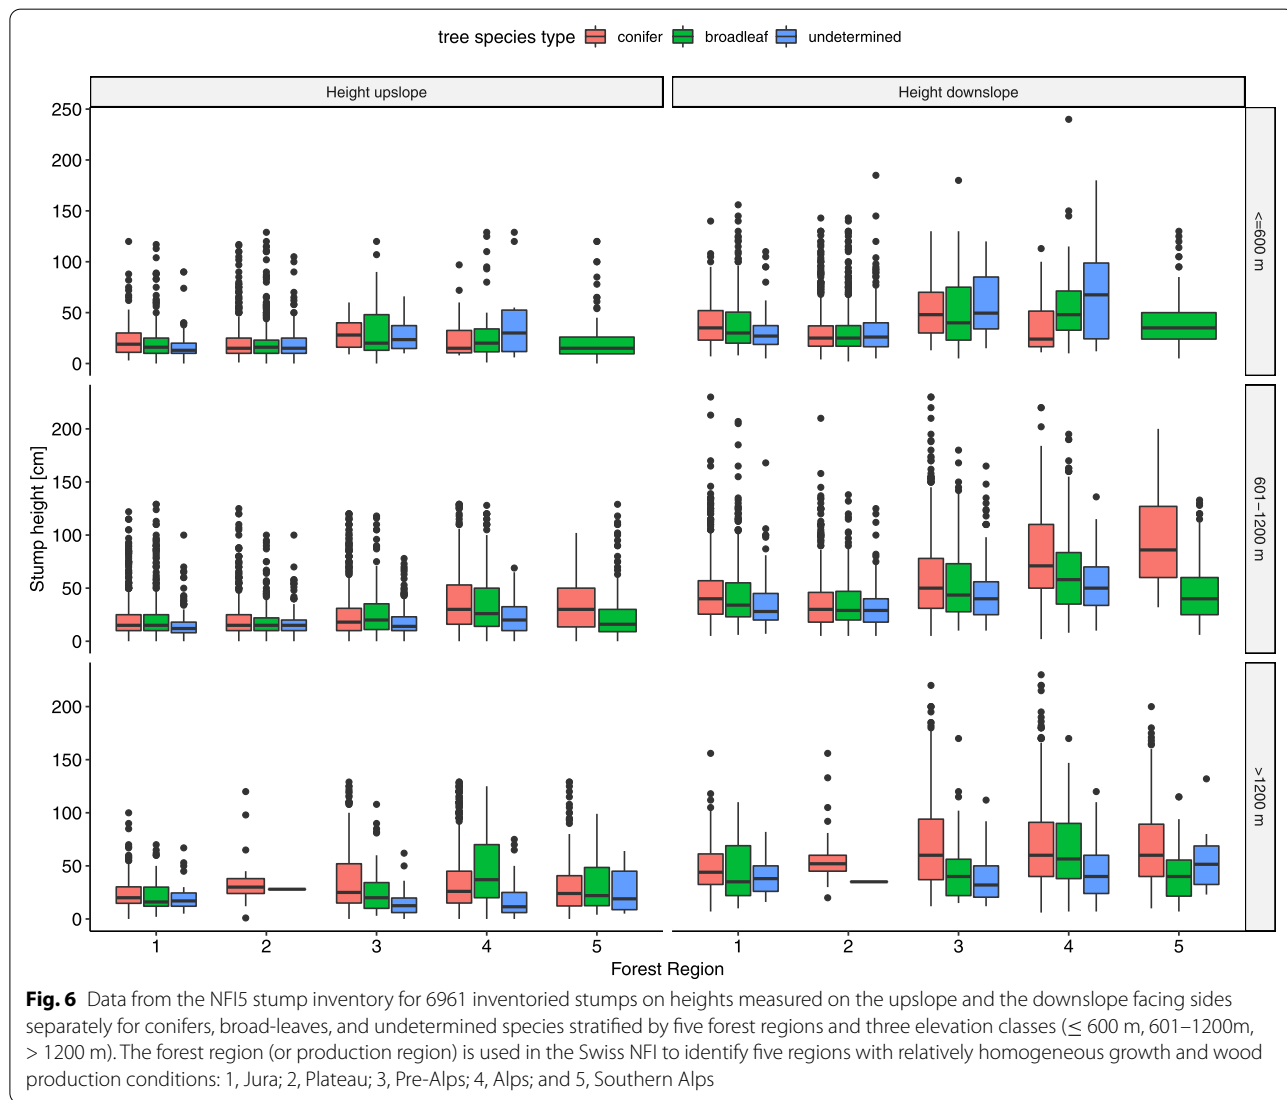 tree species type conifer broadleaf undetermined
Height upslope Height downslope
250
200
150
100
50
0
<=600 m
200
150
100
50
0
601–1200 m
200
150
100
50
0
>1200 m
Stump height [cm]
1 2 3 4 5 1 2 3 4 5
Forest Region
Fig. 6 Data from the NFI5 stump inventory for 6961 inventoried stumps on heights measured on the upslope and the downslope facing sides
separately for conifers, broad-leaves, and undetermined species stratified by five forest regions and three elevation classes (≤ 600 m, 601–1200m,
> 1200 m). The forest region (or production region) is used in the Swiss NFI to identify five regions with relatively homogeneous growth and wood
production conditions: 1, Jura; 2, Plateau; 3, Pre-Alps; 4, Alps; and 5, Southern Alps